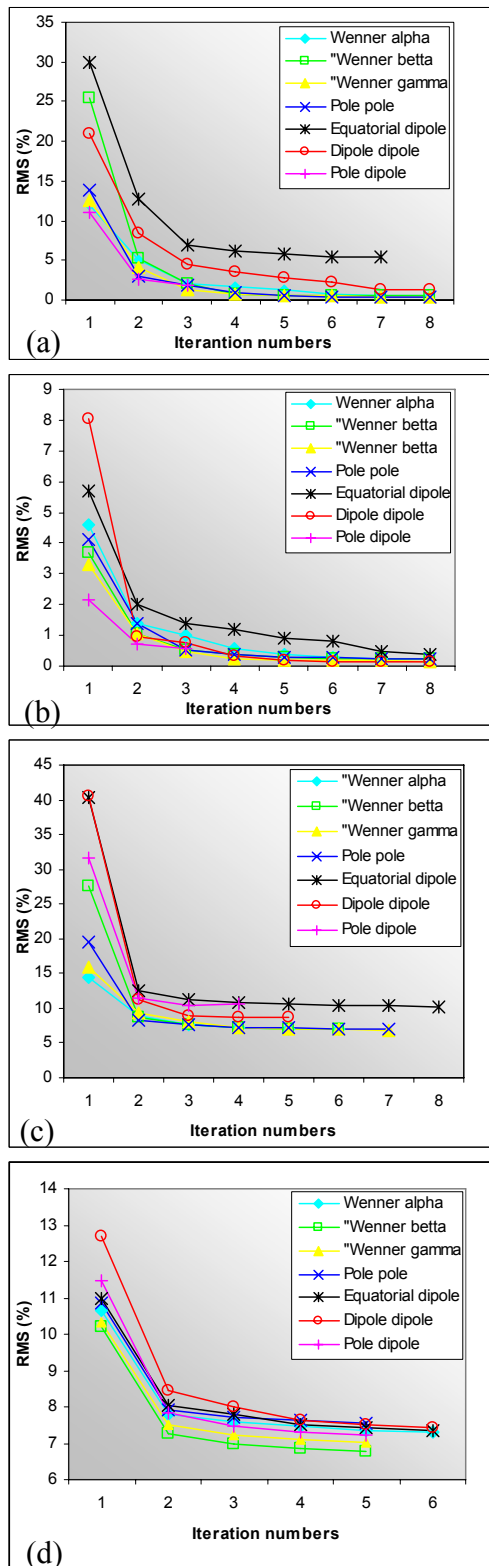 35
30
25
20
15
10
5
0
RMS (%)
Wenner alpha
"Wenner betta
"Wenner gamma
Pole pole
Equatorial dipole
Dipole dipole
Pole dipole
1 2 3 4 5 6 7 8
Iterantion numbers
(a)
9
8
7
6
5
4
3
2
1
0
RMS (%)
Wenner alpha
"Wenner betta
"Wenner betta
Pole pole
Equatorial dipole
Dipole dipole
Pole dipole
1 2 3 4 5 6 7 8
Iteration numbers
(b)
45
40
35
30
25
20
15
10
5
0
RMS (%)
"Wenner alpha
"Wenner betta
"Wenner gamma
Pole pole
Equatorial dipole
Dipole dipole
Pole dipole
1 2 3 4 5 6 7 8
Iteration numbers
(c)
14
13
12
11
10
9
8
7
6
RMS (%)
Wenner alpha
"Wenner betta
"Wenner gamma
Pole pole
Equatorial dipole
Dipole dipole
Pole dipole
1 2 3 4 5 6
Iteration numbers
(d)